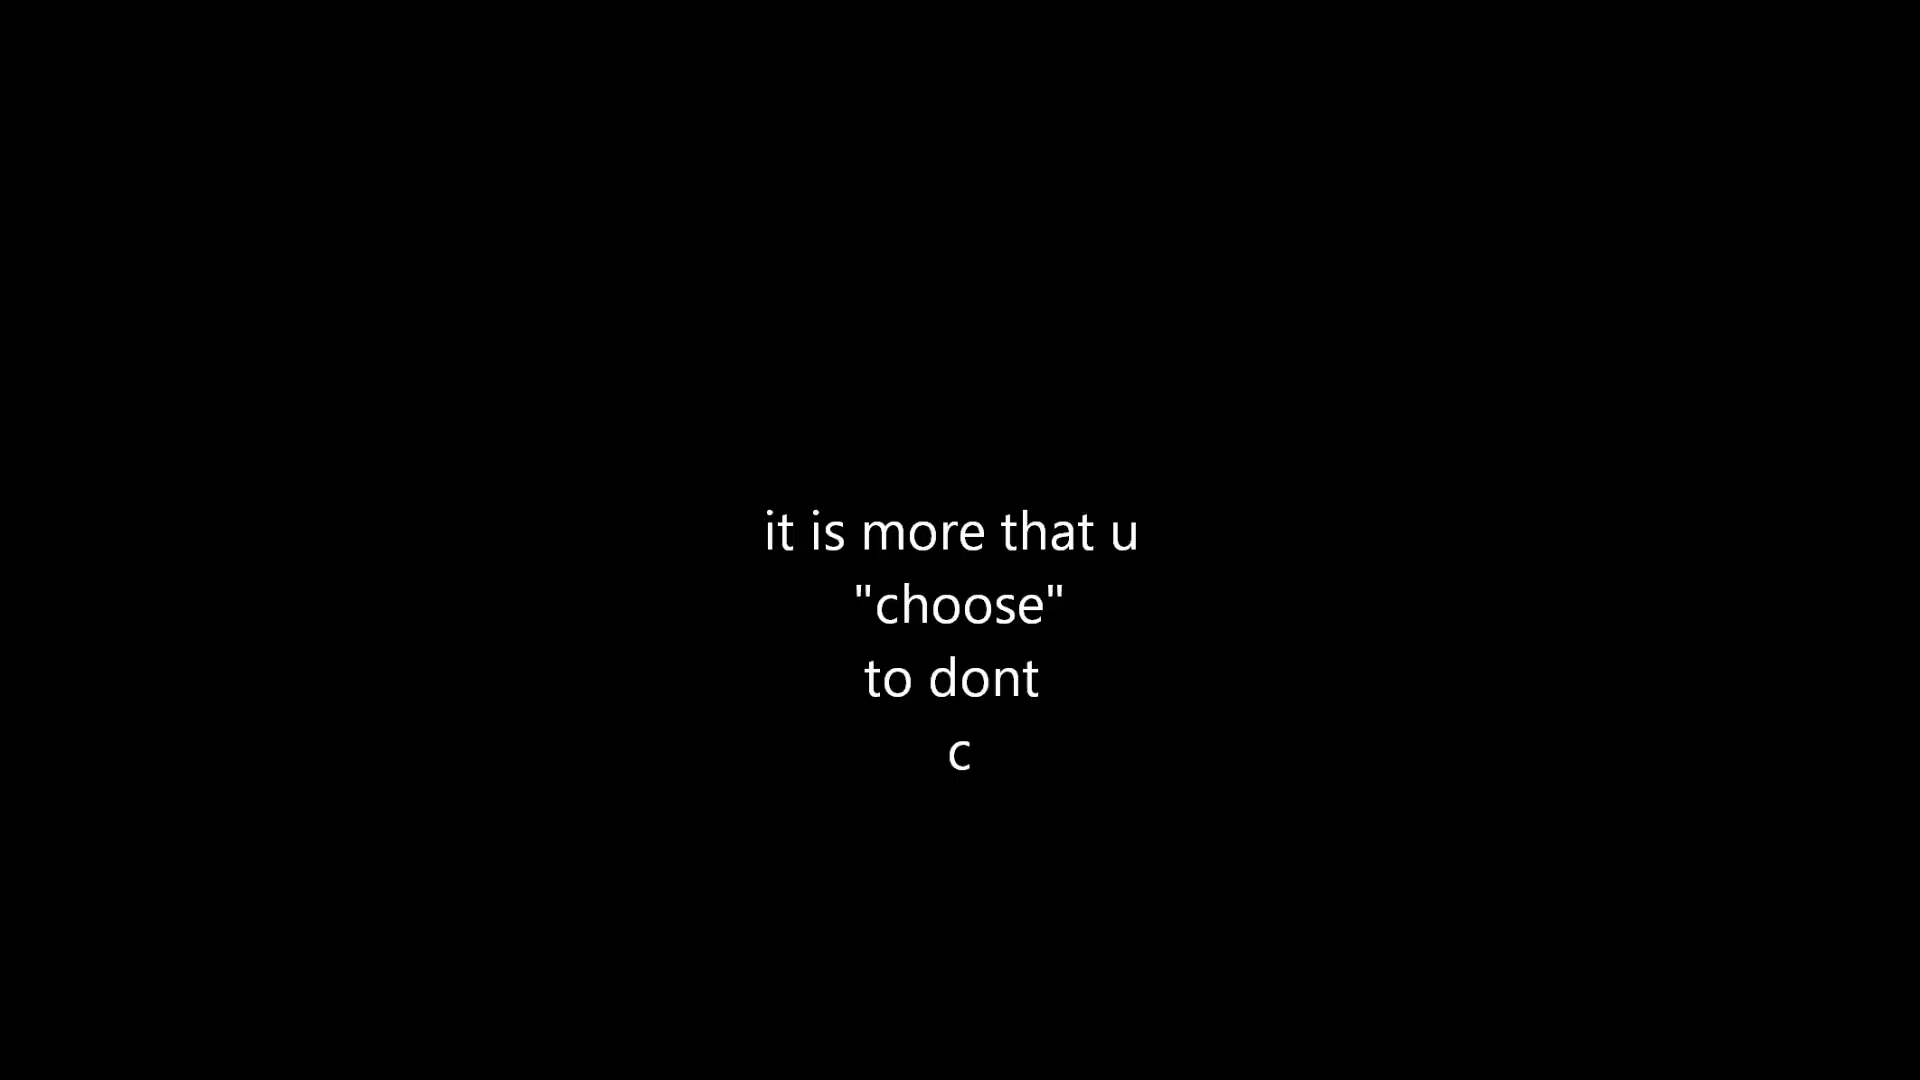 it is more that u
"choose"
to dont
c